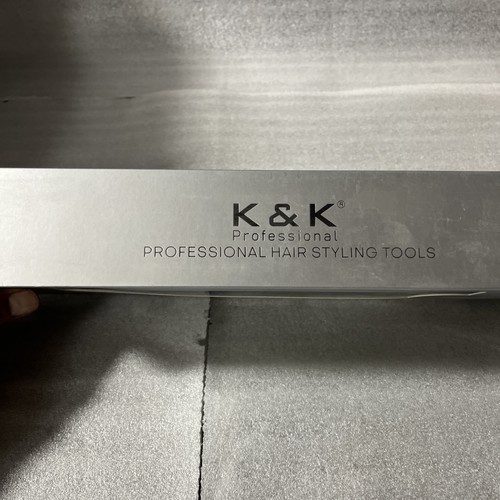 K & K®
Professional
PROFESSIONAL HAIR STYLING TOOLS